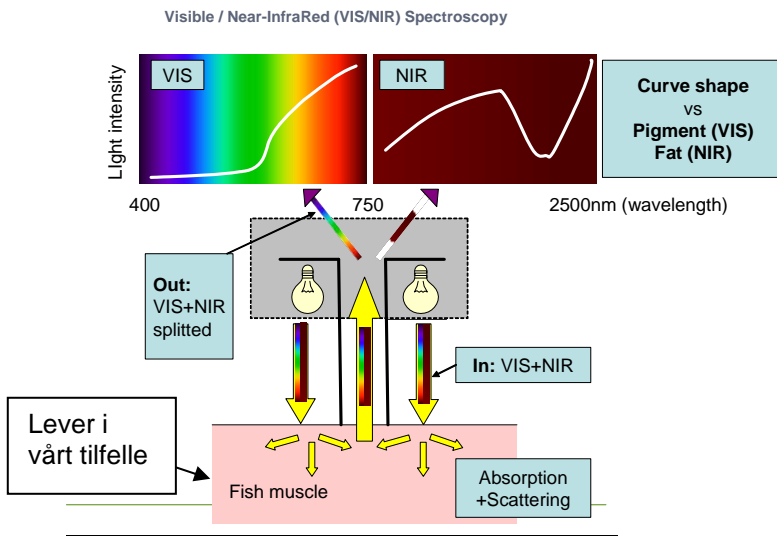 Visible / Near-InfraRed (VIS/NIR) Spectroscopy
VIS
NIR
LIght intensity
Curve shape
vs
Pigment (VIS)
Fat (NIR)
400
750
2500nm (wavelength)
Out:
VIS+NIR
splitted
In: VIS+NIR
Lever i
vårt tilfelle
Fish muscle
Absorption
+Scattering